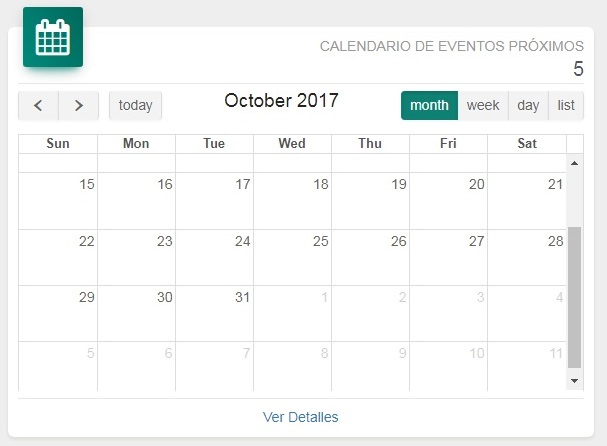 CALENDARIO DE EVENTOS PRÓXIMOS
5
today October 2017 month week day list
Sun Mon Tue Wed Thu Fri Sat
15 16 17 18 19 20 21
22 23 24 25 26 27 28
29 30 31 1 2 3 4
5 6 7 8 9 10 11
Ver Detalles